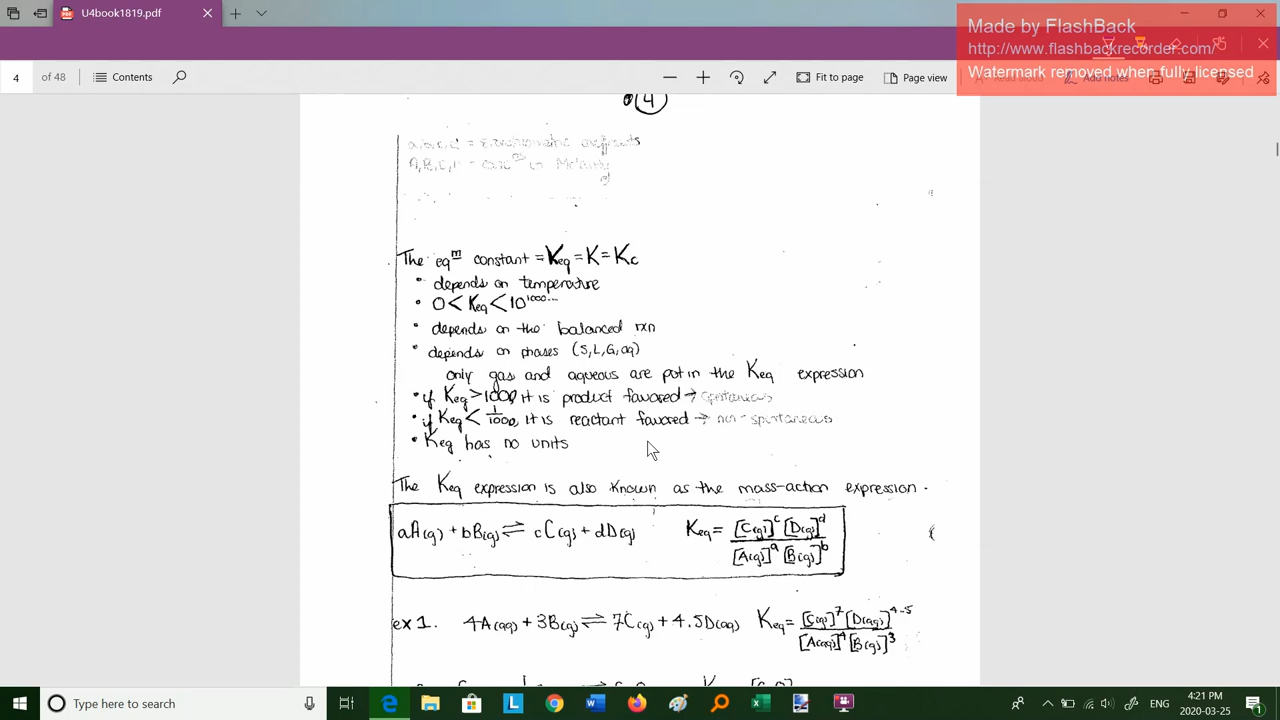 U4book1819.pdf
Made by FlashBack
http://www.flashbackrecorder.com/
Watermark removed when fully licensed
4 of 48 Contents Fit to page Page view Add notes
4
a, b, c, d = stoichiometric coefficients
The eqᵐ constant = Keq = K = Kc
• depends on temperature
• 0 < Keq < 10¹⁰⁰⁰···
• depends on the balanced rxn
• depends on phases (S, L, G, aq)
only gas and aqueous are put in the Keq expression
• if Keq > 1000, it is product favored → spontaneous
• if Keq < 1/1000, it is reactant favored → non-spontaneous
• Keq has no units
The Keq expression is also known as the mass-action expression.
aA(g) + bB(g) ⇌ cC(g) + dD(g) Keq = [C(g)]ᶜ [D(g)]ᵈ / [A(g)]ᵃ [B(g)]ᵇ
ex 1. 4A(aq) + 3B(g) ⇌ 7C(g) + 4.5D(aq) Keq = [C(g)]⁷ [D(aq)]⁴·⁵ / [A(aq)]⁴ [B(g)]³
Type here to search
ENG
4:21 PM
2020-03-25